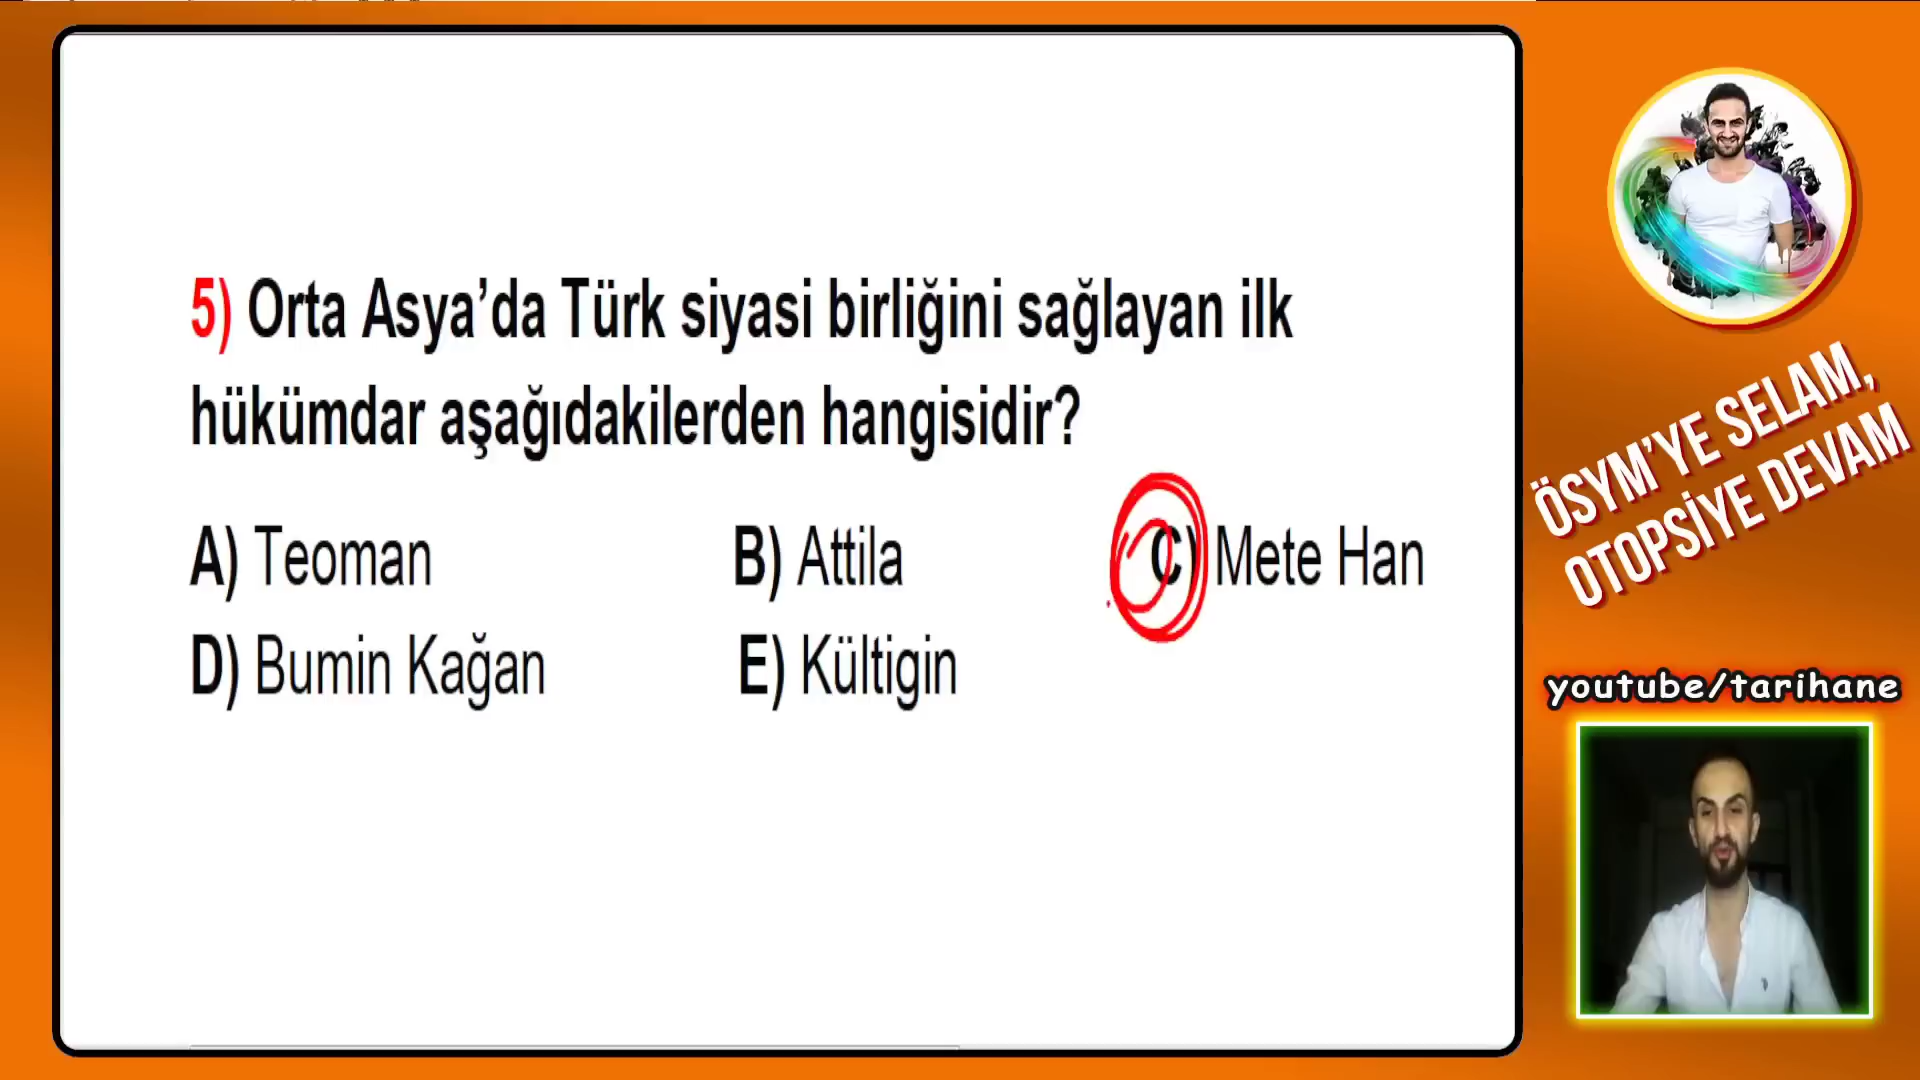 5) Orta Asya’da Türk siyasi birliğini sağlayan ilk
hükümdar aşağıdakilerden hangisidir?
A) Teoman B) Attila C) Mete Han
D) Bumin Kağan E) Kültigin
ÖSYM’YE SELAM,
OTOPSİYE DEVAM
youtube/tarihane